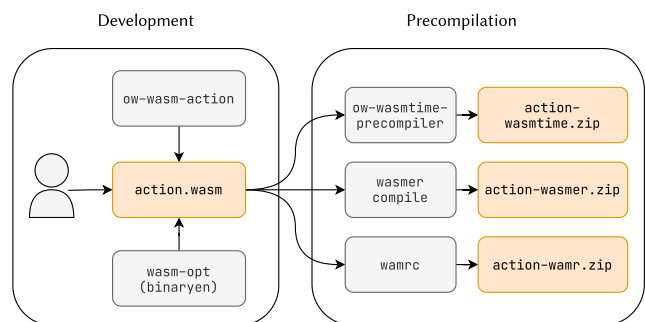 Development
Precompilation
ow-wasm-action
action.wasm
wasm-opt
(binaryen)
ow-wasmtime-
precompiler
action-
wasmtime.zip
wasmer
compile
action-wasmer.zip
wamrc
action-wamr.zip